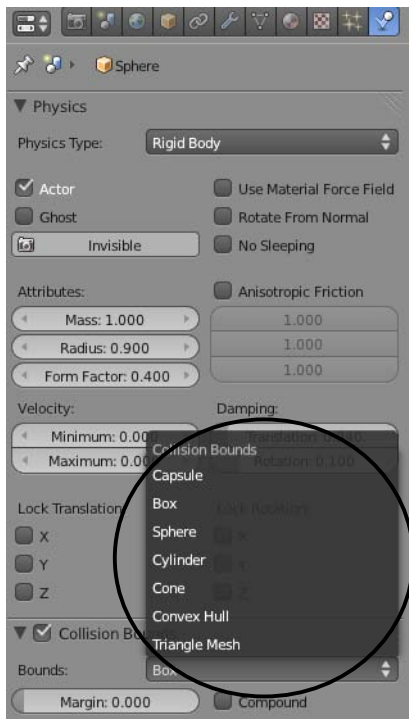 Sphere
Physics
Physics Type: Rigid Body
Actor Use Material Force Field
Ghost Rotate From Normal
Invisible No Sleeping
Attributes: Anisotropic Friction
Mass: 1.000 1.000
Radius: 0.900 1.000
Form Factor: 0.400 1.000
Velocity: Damping:
Minimum: 0.00
Maximum: 0.00 Rotation: 0.100
Collision Bounds
Capsule
Lock Translation
Box
X Sphere
Y Cylinder
Z Cone
Convex Hull
Collision Bo
Triangle Mesh
Bounds: Box
Margin: 0.000 Compound